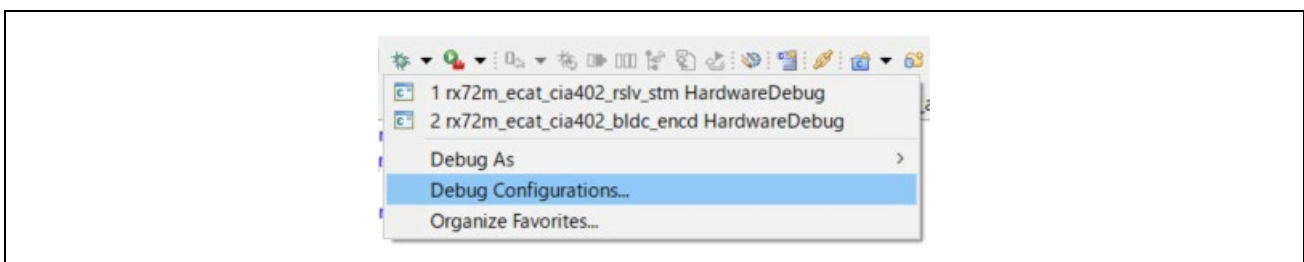 1 rx72m_ecat_cia402_rslv_stm HardwareDebug
2 rx72m_ecat_cia402_bldc_encd HardwareDebug
Debug As
Debug Configurations...
Organize Favorites...